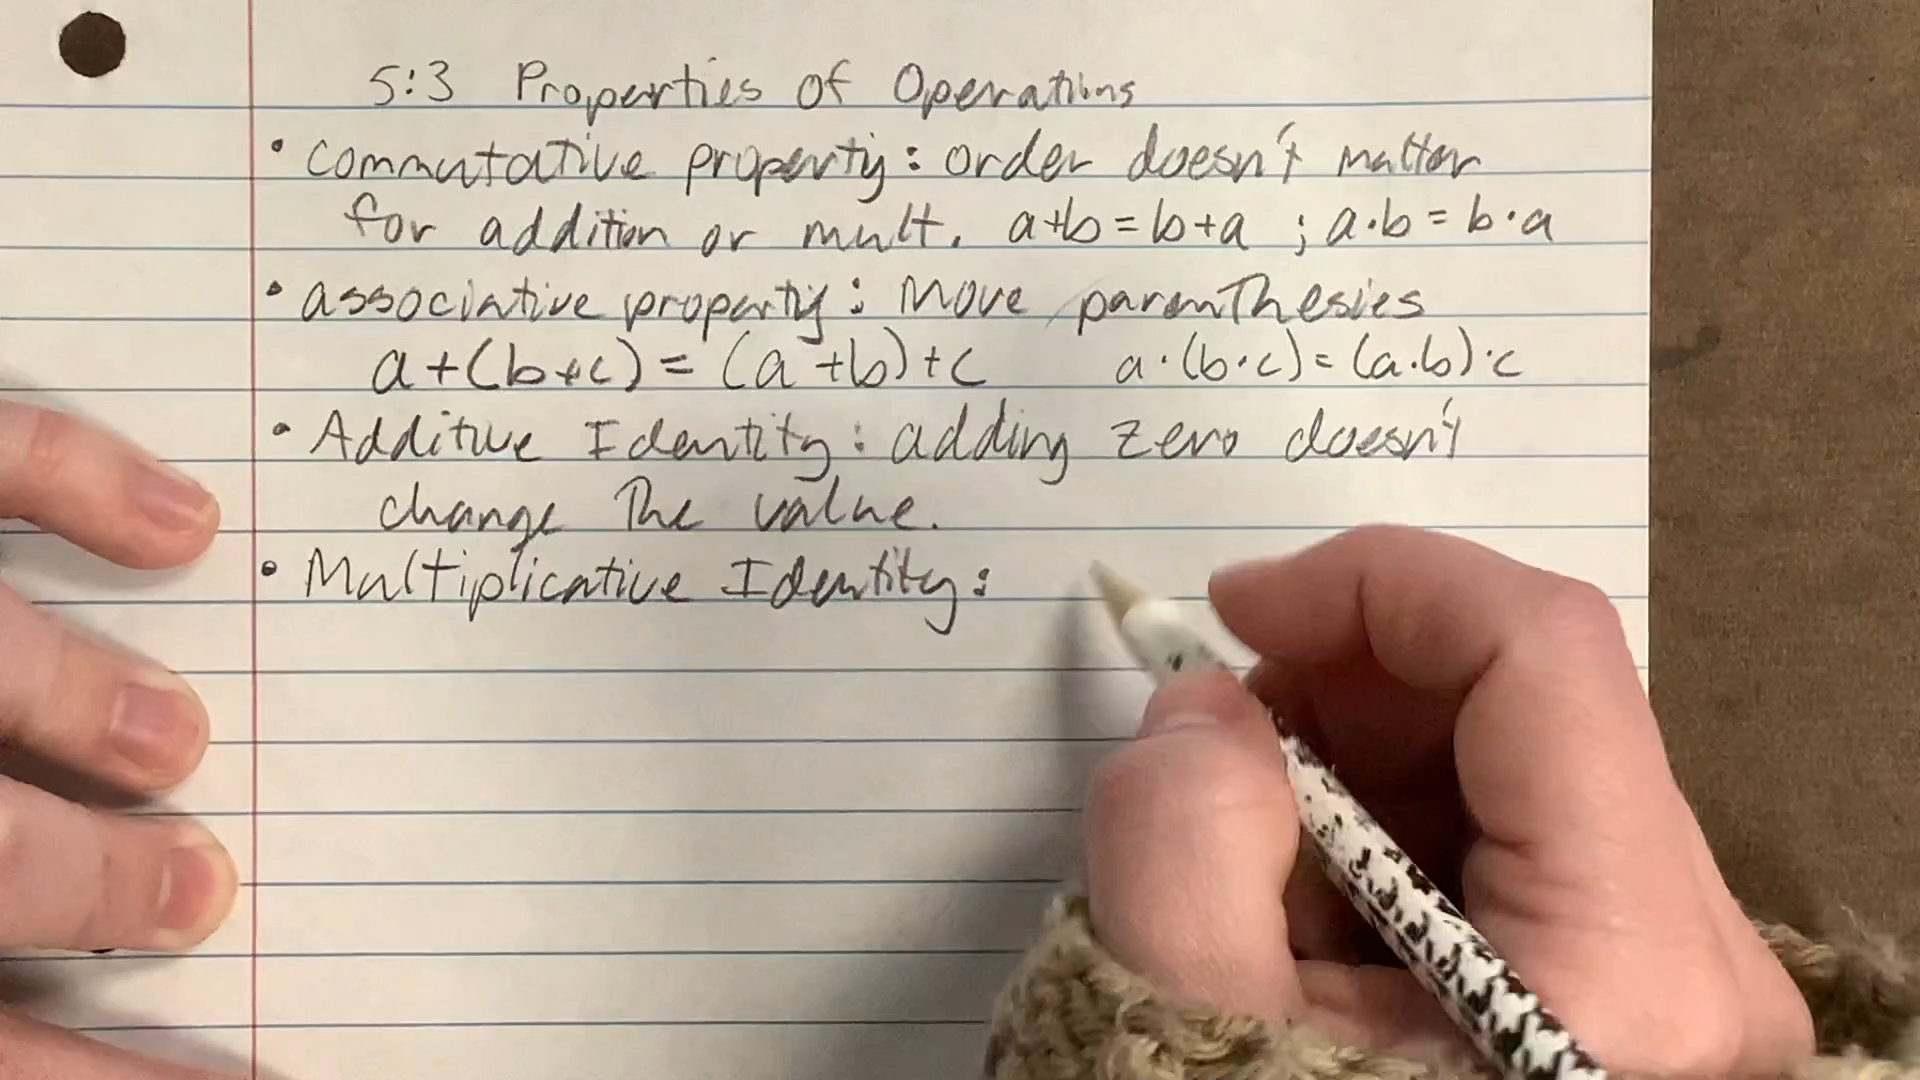 5:3 Properties of Operations
• commutative property: order doesn't matter
for addition or mult. a+b=b+a ; a·b=b·a
• associative property: Move parenthesies
a+(b+c)=(a+b)+c a·(b·c)=(a·b)·c
• Additive Identity: adding zero doesn't
change the value.
• Multiplicative Identity: